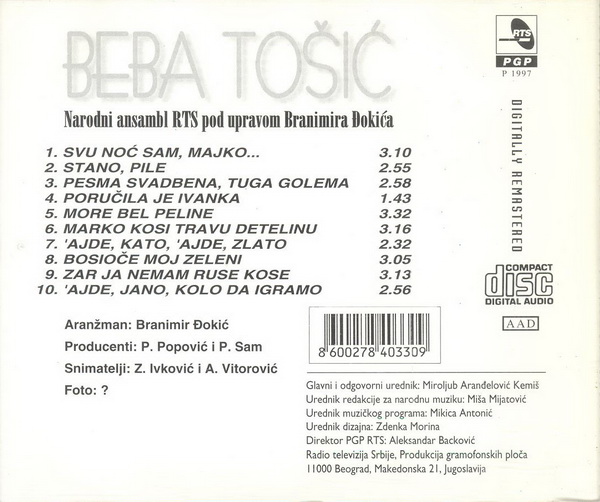 BEBA TOŠIĆ
RTS
PGP
P 1997
Narodni ansambl RTS pod upravom Branimira Đokića
1. SVU NOĆ SAM, MAJKO... 3.10
2. STANO, PILE 2.55
3. PESMA SVADBENA, TUGA GOLEMA 2.58
4. PORUČILA JE IVANKA 1.43
5. MORE BEL PELINE 3.32
6. MARKO KOSI TRAVU DETELINU 3.16
7. 'AJDE, KATO, 'AJDE, ZLATO 2.32
8. BOSIOČE MOJ ZELENI 3.05
9. ZAR JA NEMAM RUSE KOSE 3.13
10. 'AJDE, JANO, KOLO DA IGRAMO 2.56
DIGITALLY REMASTERED
COMPACT
disc
DIGITAL AUDIO
AAD
Aranžman: Branimir Đokić
Producenti: P. Popović i P. Sam
Snimatelji: Z. Ivković i A. Vitorović
Foto: ?
8600278403309
Glavni i odgovorni urednik: Miroljub Aranđelović Kemiš
Urednik redakcije za narodnu muziku: Miša Mijatović
Urednik muzičkog programa: Mikica Antonić
Urednik dizajna: Zdenka Morina
Direktor PGP RTS: Aleksandar Backović
Radio televizija Srbije, Produkcija gramofonskih ploča
11000 Beograd, Makedonska 21, Jugoslavija